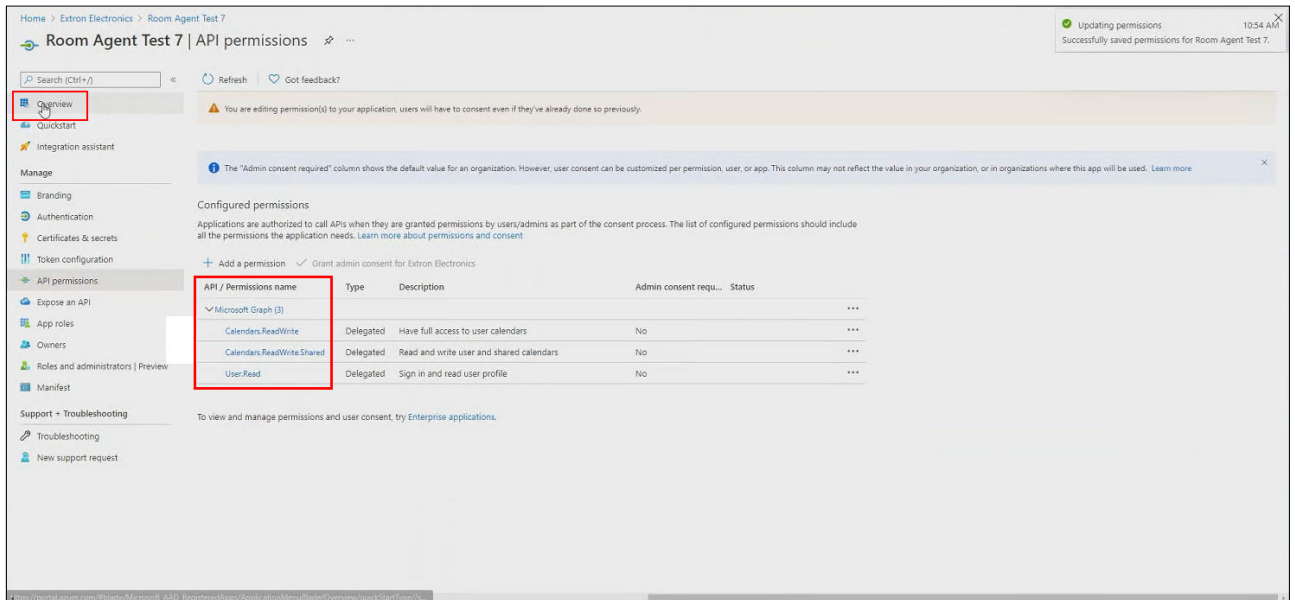 Home > Extron Electronics > Room Agent Test 7
Room Agent Test 7 | API permissions
Updating permissions 10:54 AM
Successfully saved permissions for Room Agent Test 7.
Search (Ctrl+/)
Refresh
Got feedback?
Overview
Quickstart
Integration assistant
Manage
Branding
Authentication
Certificates & secrets
Token configuration
API permissions
Expose an API
App roles
Owners
Roles and administrators | Preview
Manifest
Support + Troubleshooting
Troubleshooting
New support request
You are editing permission(s) to your application, users will have to consent even if they've already done so previously.
The "Admin consent required" column shows the default value for an organization. However, user consent can be customized per permission, user, or app. This column may not reflect the value in your organization, or in organizations where this app will be used. Learn more
Configured permissions
Applications are authorized to call APIs when they are granted permissions by users/admins as part of the consent process. The list of configured permissions should include
all the permissions the application needs. Learn more about permissions and consent
Add a permission Grant admin consent for Extron Electronics
API / Permissions name Type Description Admin consent requ... Status
Microsoft Graph (3)
Calendars.ReadWrite Delegated Have full access to user calendars No
Calendars.ReadWrite.Shared Delegated Read and write user and shared calendars No
User.Read Delegated Sign in and read user profile No
To view and manage permissions and user consent, try Enterprise applications.
https://portal.azure.com/#blade/Microsoft_AAD_RegisteredApps/ApplicationMenuBlade/Overview/quickStartType//s...